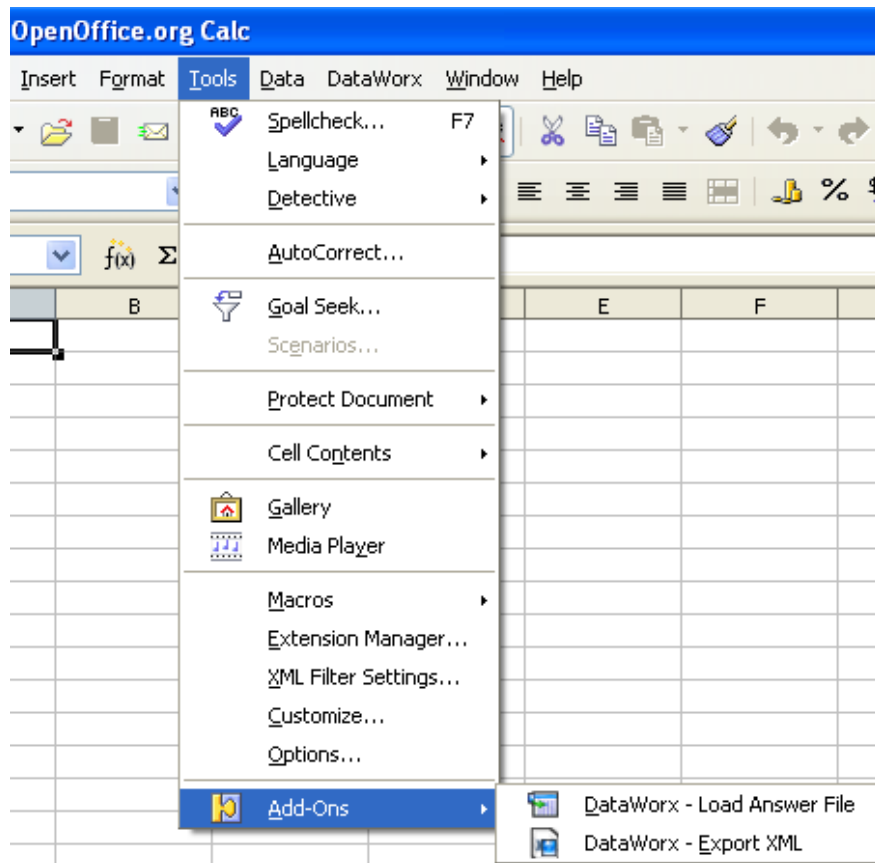 OpenOffice.org Calc
Insert Format Tools Data DataWorx Window Help
ABC Spellcheck... F7
Language
Detective
%
f(x) Σ
AutoCorrect...
B E F
Goal Seek...
Scenarios...
Protect Document
Cell Contents
Gallery
Media Player
Macros
Extension Manager...
XML Filter Settings...
Customize...
Options...
Add-Ons
DataWorx - Load Answer File
DataWorx - Export XML